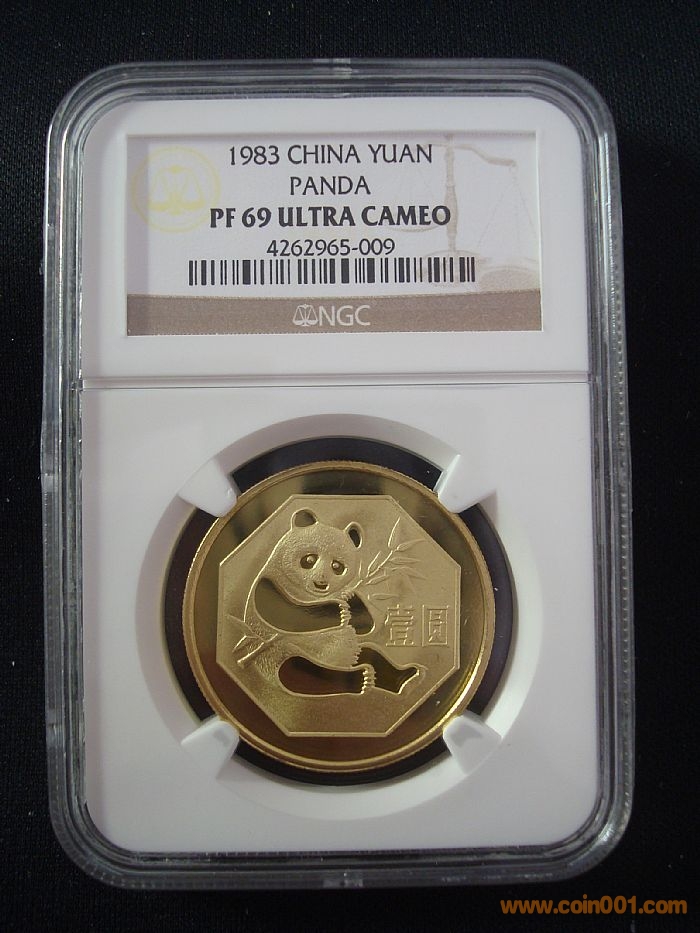 1983 CHINA YUAN
PANDA
PF 69 ULTRA CAMEO
4262965-009
NGC
壹圆
www.coin001.com